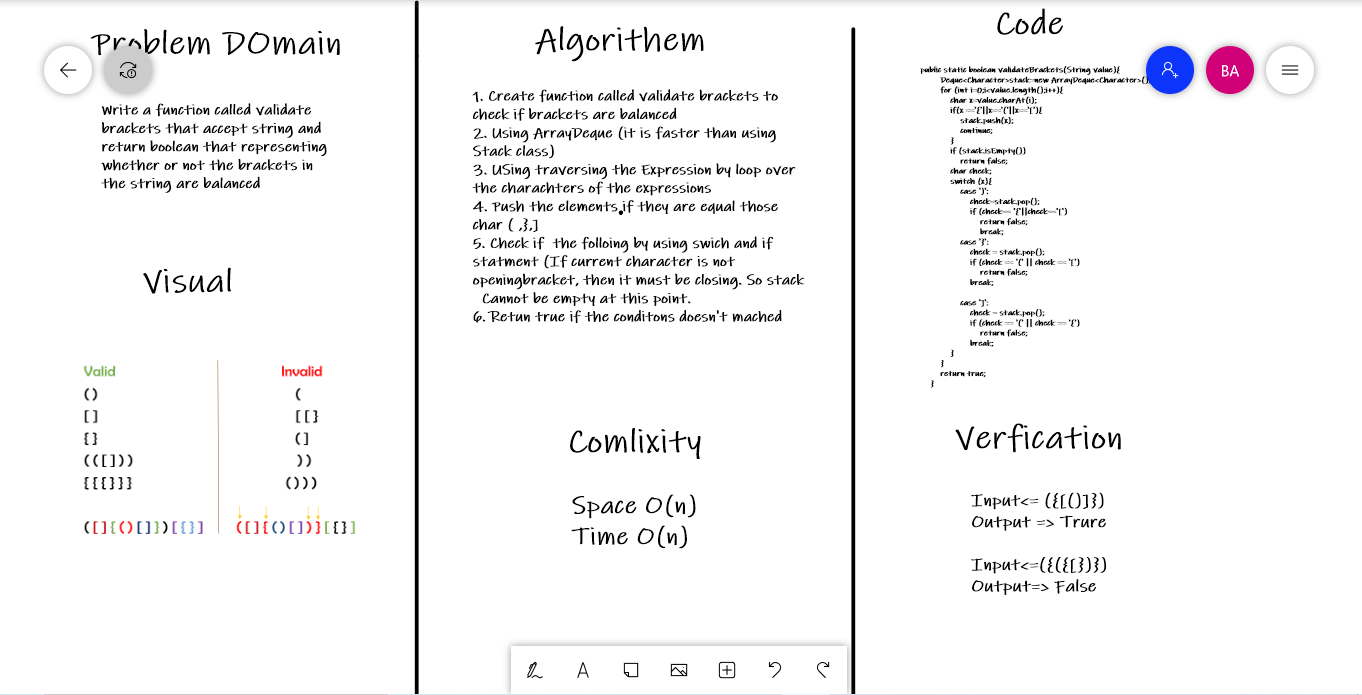 Problem DOmain
Write a function called validate
brackets that accept string and
return boolean that representing
whether or not the brackets in
the string are balanced
Visual
Valid
()
[]
{}
(([]))
{{{}}}
([]{()[]})[{}]
Invalid
(
[[}
(]
))
()))
([]{()[])}[{}]
Algorithem
1. Create function called validate brackets to
check if brackets are balanced
2. Using ArrayDeque (it is faster than using
Stack class)
3. USing traversing the Expression by loop over
the charachters of the expressions
4. Push the elements,if they are equal those
char ( ,},]
5. Check if the folloing by using swich and if
statment (If current character is not
openingbracket, then it must be closing. So stack
Cannot be empty at this point.
6. Retun true if the conditons doesn't mached
Comlixity
Space O(n)
Time O(n)
Code
public static boolean validateBrackets(String value){
Deque<Character>stack=new ArrayDeque<Character>()
for (int i=0;i<value.length();i++){
char x=value.charAt(i);
if(x =='{'||x=='('||x=='['){
stack.push(x);
continue;
}
if (stack.isEmpty())
return false;
char check;
switch (x){
case ')':
check=stack.pop();
if (check== '{'||check=='[')
return false;
break;
case '}':
check = stack.pop();
if (check == '(' || check == '[')
return false;
break;
case ']':
check = stack.pop();
if (check == '(' || check == '{')
return false;
break;
}
}
return true;
}
BA
Verfication
Input<= ({[()]})
Output => Trure
Input<=({({[})})
Output=> False
A